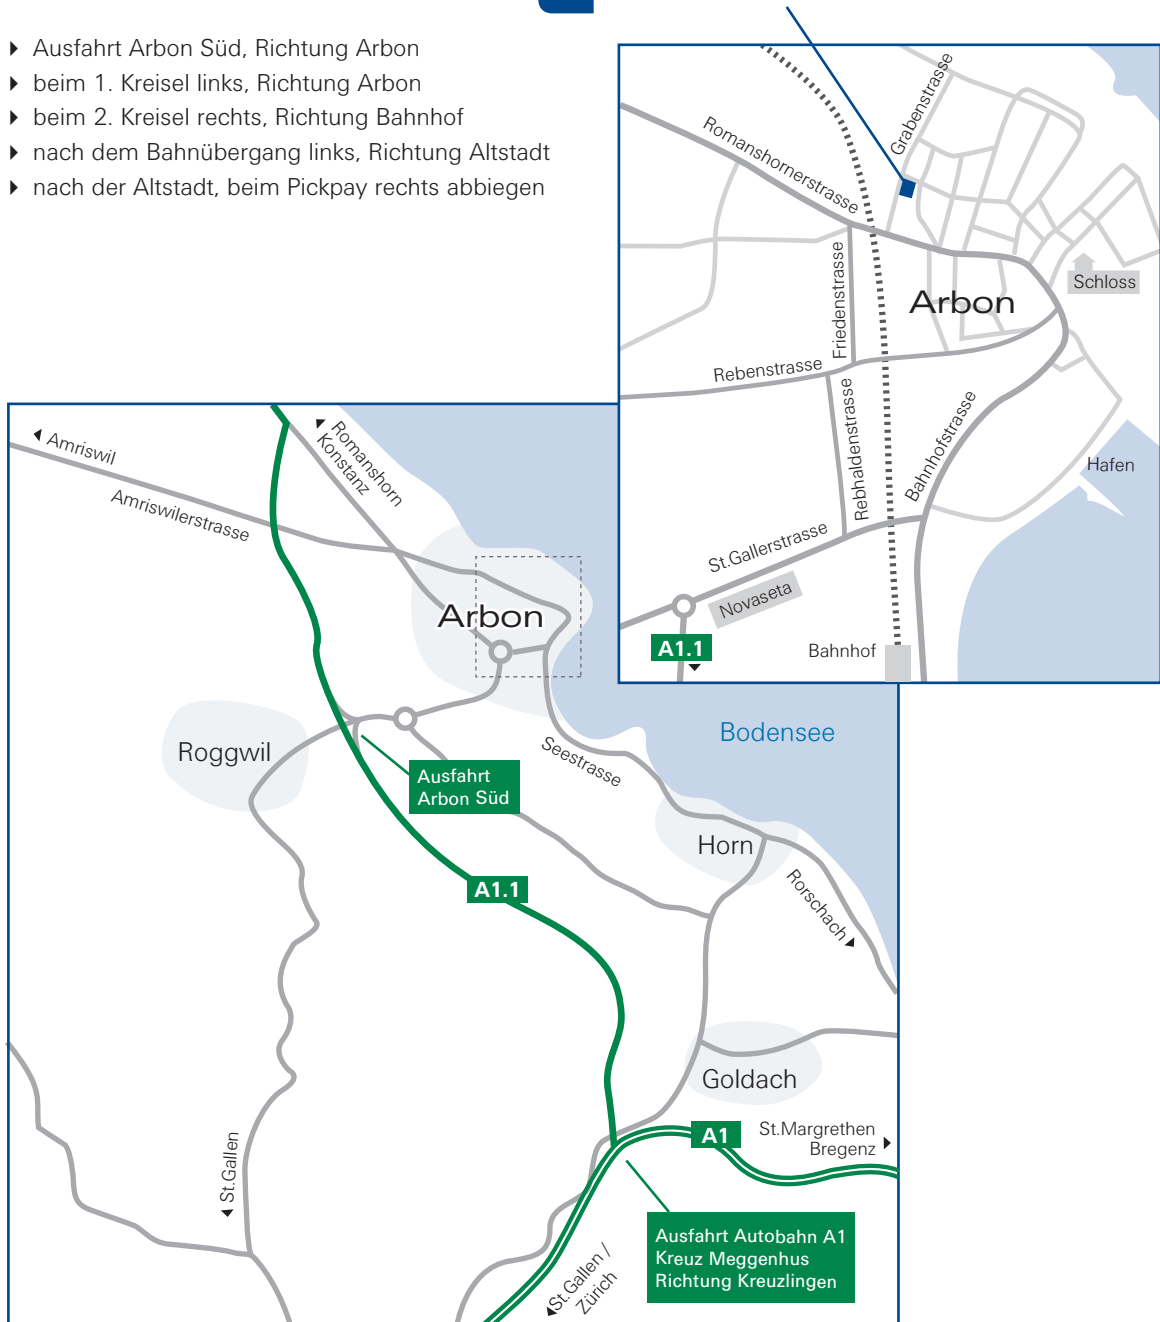 Ausfahrt Arbon Süd, Richtung Arbon
beim 1. Kreisel links, Richtung Arbon
beim 2. Kreisel rechts, Richtung Bahnhof
nach dem Bahnübergang links, Richtung Altstadt
nach der Altstadt, beim Pickpay rechts abbiegen
Grabenstrasse
Romanshornerstrasse
Friedenstrasse
Schloss
Arbon
Rebenstrasse
Rebhaldenstrasse
Bahnhofstrasse
Hafen
St.Gallerstrasse
Novaseta
A1.1
Bahnhof
Amriswil
Amriswilerstrasse
Romanshorn
Konstanz
Arbon
Bodensee
Roggwil
Seestrasse
Ausfahrt
Arbon Süd
Horn
A1.1
Rorschach
Goldach
A1
St.Margrethen
Bregenz
St.Gallen
Ausfahrt Autobahn A1
Kreuz Meggenhus
Richtung Kreuzlingen
St.Gallen /
Zürich